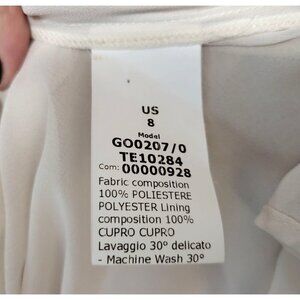 US
8
Model
GO0207/0
TE10284
Com: 00000928
Fabric composition
100% POLIESTERE
POLYESTER Lining
composition 100%
CUPRO CUPRO
Lavaggio 30° delicato
- Machine Wash 30°